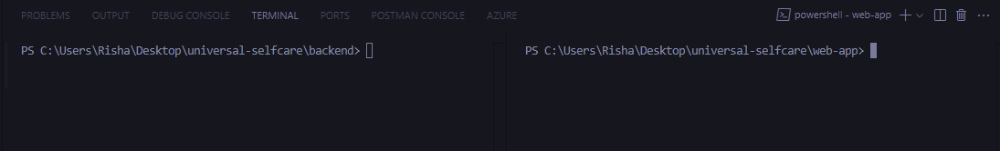 PROBLEMS OUTPUT DEBUG CONSOLE TERMINAL PORTS POSTMAN CONSOLE AZURE powershell - web-app
PS C:\Users\Risha\Desktop\universal-selfcare\backend>
PS C:\Users\Risha\Desktop\universal-selfcare\web-app>